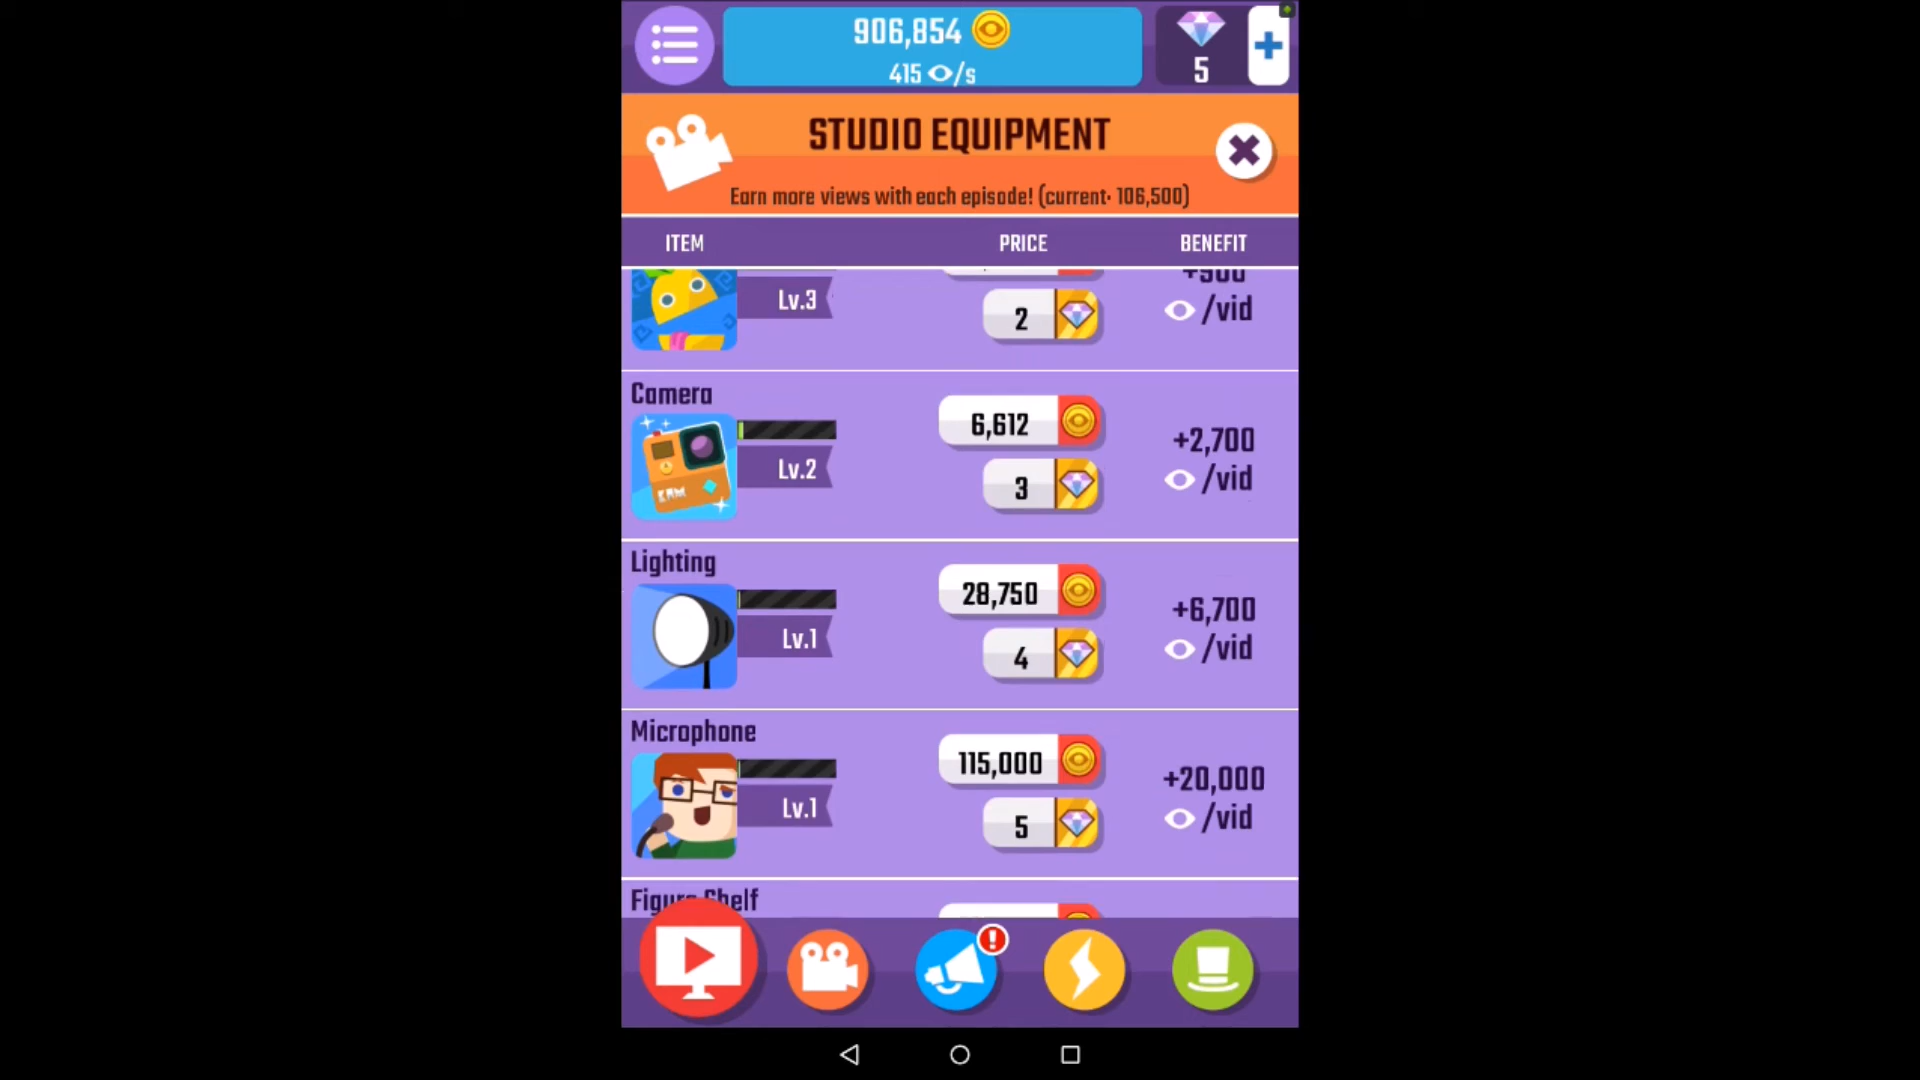 906,854
415 /s
5
STUDIO EQUIPMENT
Earn more views with each episode! (current: 106,500)
ITEM PRICE BENEFIT
Lv.3
2
/vid
Camera
Lv.2
6,612
3
+2,700
/vid
Lighting
Lv.1
28,750
4
+6,700
/vid
Microphone
Lv.1
115,000
5
+20,000
/vid
Figure Shelf
!